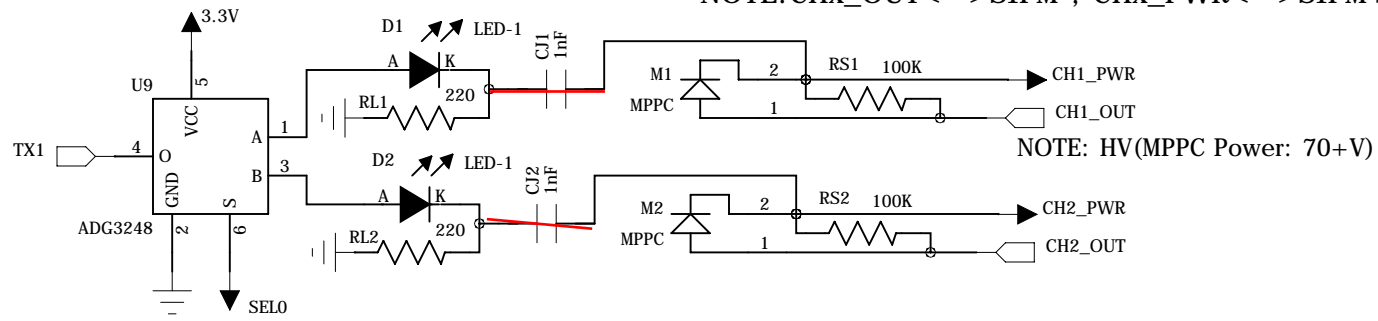 NOTE: HV(MPPC Power: 70+V)
3.3V
U9
5
VCC
TX1
4
O
A
1
B
3
GND
S
ADG3248
2
6
SEL0
D1
LED-1
A
K
RL1
220
CJ1
1nF
M1
MPPC
2
1
RS1
100K
CH1_PWR
CH1_OUT
D2
LED-1
A
K
RL2
220
CJ2
1nF
M2
MPPC
2
1
RS2
100K
CH2_PWR
CH2_OUT